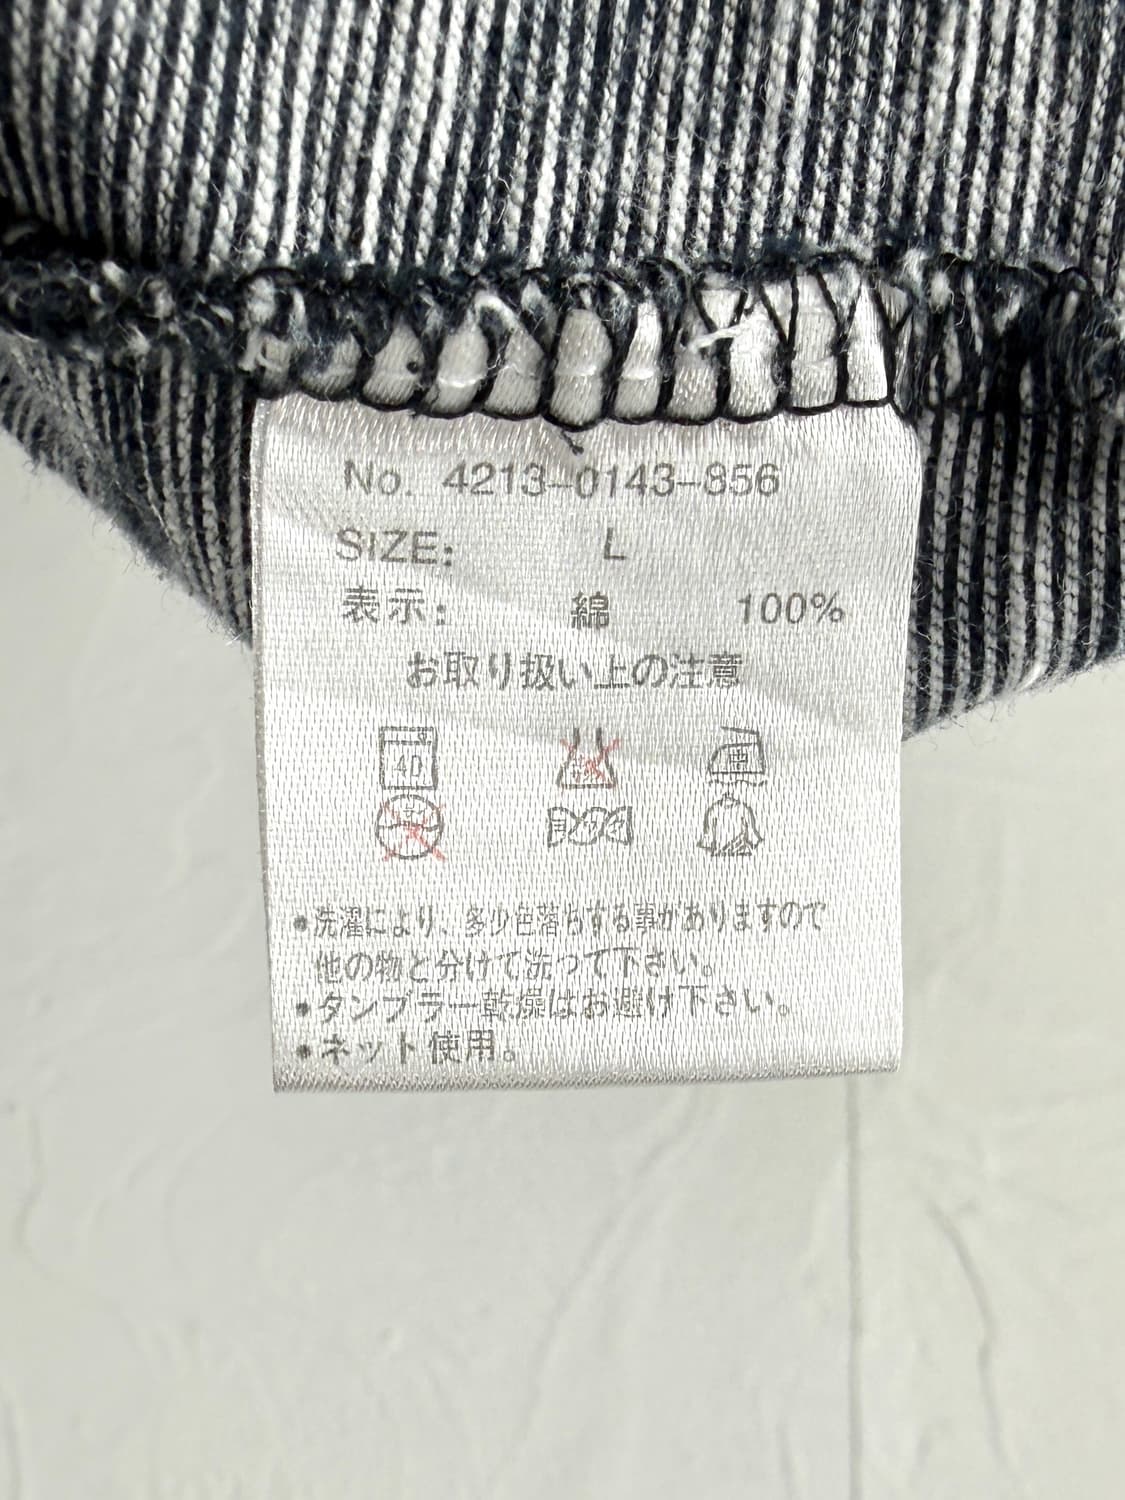 No. 4213-0143-856
SIZE: L
表示: 綿 100%
お取り扱い上の注意
40
•洗濯により、多少色落ちする事がありますので
他の物と分けて洗って下さい。
•タンブラー乾燥はお避け下さい。
•ネット使用。